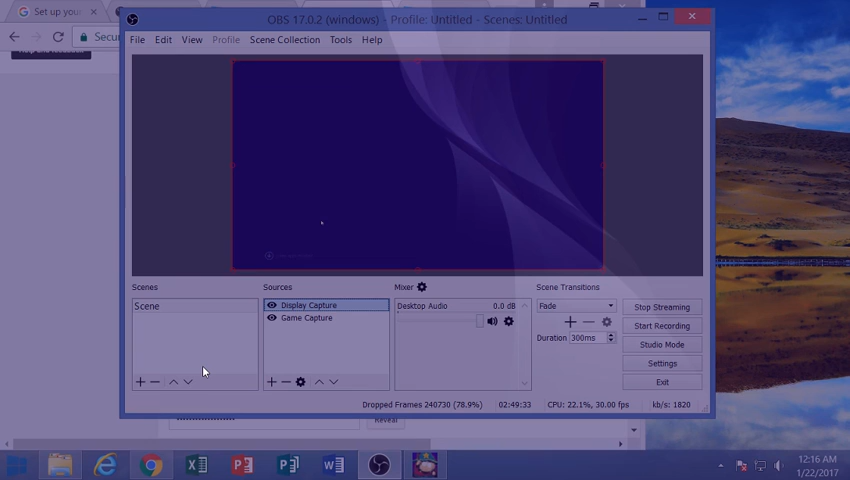 Set up your
OBS 17.0.2 (windows) - Profile: Untitled - Scenes: Untitled
Secur
File Edit View Profile Scene Collection Tools Help
Scenes
Sources
Mixer
Scene Transitions
Scene
Display Capture
Game Capture
Desktop Audio 0.0 dB
Fade
Duration 300ms
Stop Streaming
Start Recording
Studio Mode
Settings
Exit
Dropped Frames 240730 (78.9%) 02:49:33 CPU: 22.1%, 30.00 fps kb/s: 1820
Reveal
12:16 AM
1/22/2017